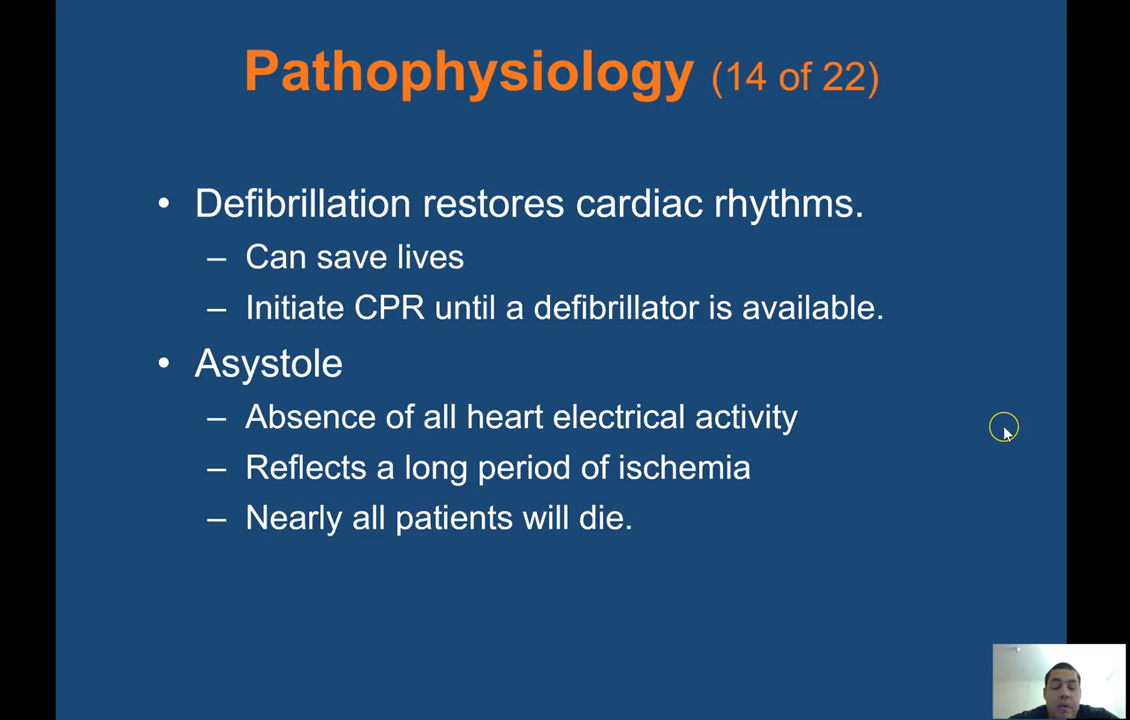 Pathophysiology (14 of 22)
• Defibrillation restores cardiac rhythms.
– Can save lives
– Initiate CPR until a defibrillator is available.
• Asystole
– Absence of all heart electrical activity
– Reflects a long period of ischemia
– Nearly all patients will die.